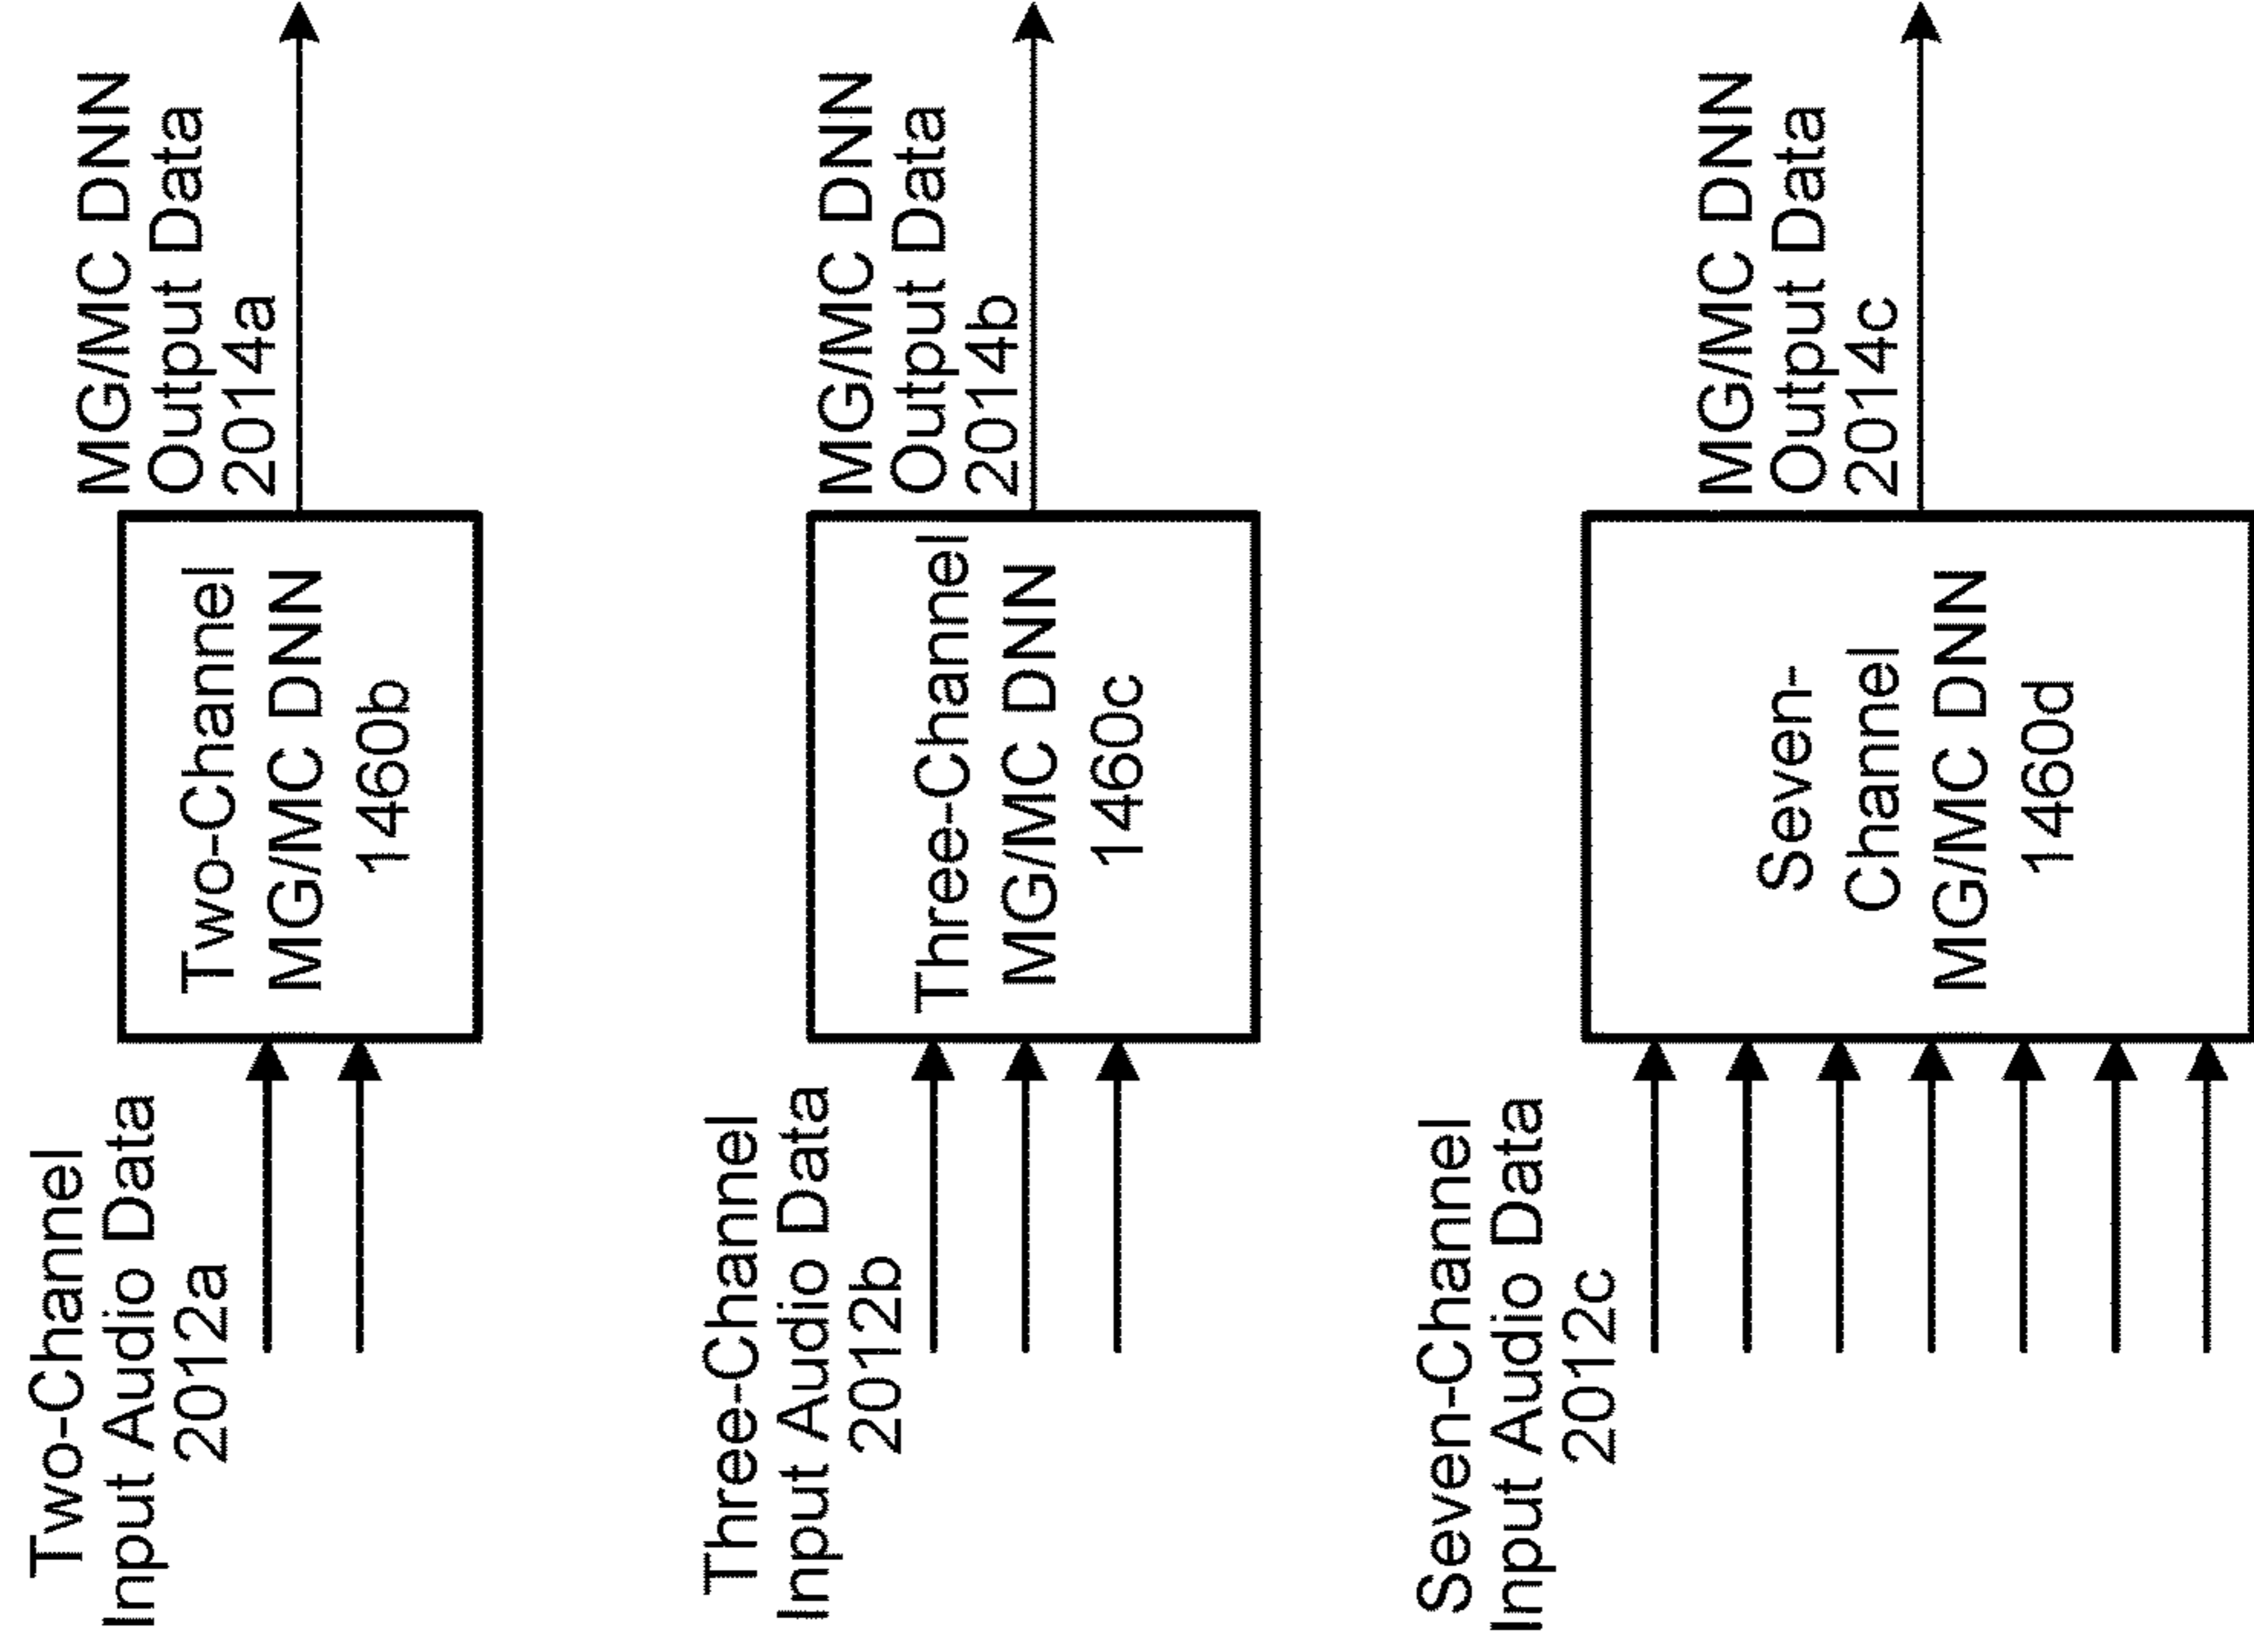 Two-Channel
Input Audio Data
2012a
Two-Channel
MG/MC DNN
1460b
MG/MC DNN
Output Data
2014a
Three-Channel
Input Audio Data
2012b
Three-Channel
MG/MC DNN
1460c
MG/MC DNN
Output Data
2014b
Seven-Channel
Input Audio Data
2012c
Seven-
Channel
MG/MC DNN
1460d
MG/MC DNN
Output Data
2014c